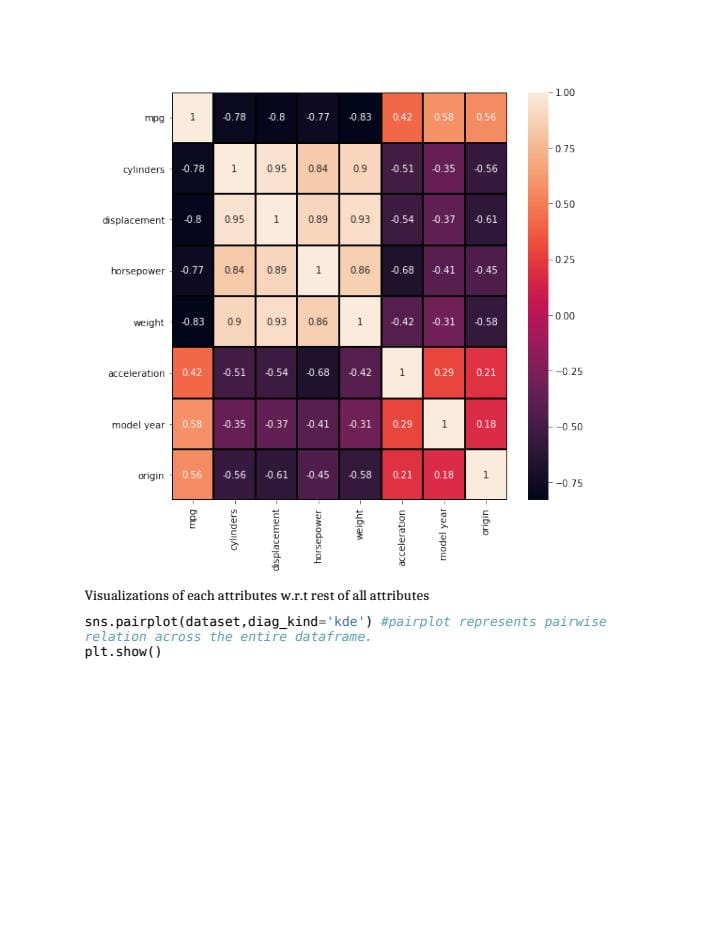 1.00
mpg 1 -0.78 -0.8 -0.77 -0.83 0.42 0.58 0.56
0.75
cylinders -0.78 1 0.95 0.84 0.9 -0.51 -0.35 -0.56
displacement -0.8 0.95 1 0.89 0.93 -0.54 -0.37 -0.61
0.50
horsepower -0.77 0.84 0.89 1 0.86 -0.68 -0.41 -0.45
0.25
0.00
weight -0.83 0.9 0.93 0.86 1 -0.42 -0.31 -0.58
acceleration 0.42 -0.51 -0.54 -0.68 -0.42 1 0.29 0.21
−0.25
model year 0.58 -0.35 -0.37 -0.41 -0.31 0.29 1 0.18
−0.50
origin 0.56 -0.56 -0.61 -0.45 -0.58 0.21 0.18 1
−0.75
mpg
cylinders
displacement
horsepower
weight
acceleration
model year
origin
Visualizations of each attributes w.r.t rest of all attributes
sns.pairplot(dataset,diag_kind='kde') #pairplot represents pairwise
relation across the entire dataframe.
plt.show()